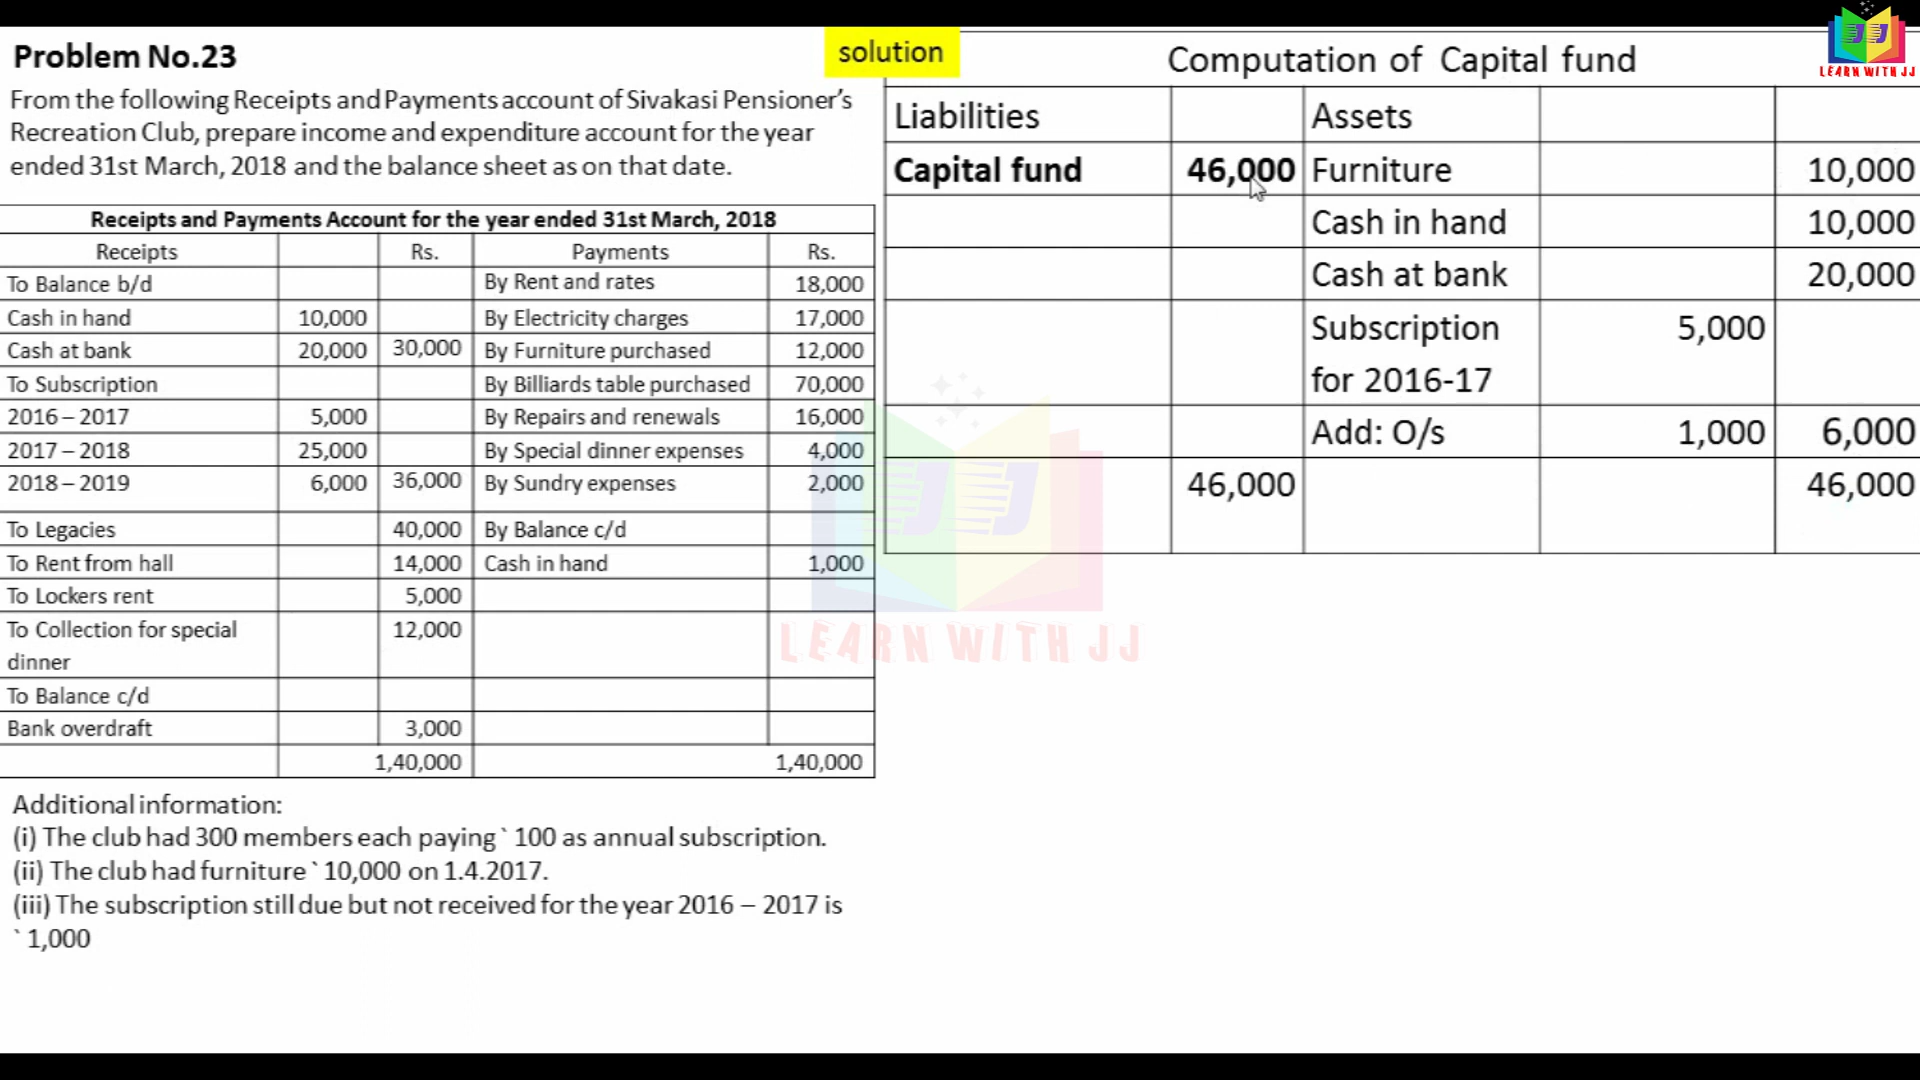 Problem No.23
From the following Receipts and Payments account of Sivakasi Pensioner's
Recreation Club, prepare income and expenditure account for the year
ended 31st March, 2018 and the balance sheet as on that date.
Receipts and Payments Account for the year ended 31st March, 2018
Receipts Rs. Payments Rs.
To Balance b/d By Rent and rates 18,000
Cash in hand 10,000 By Electricity charges 17,000
Cash at bank 20,000 30,000 By Furniture purchased 12,000
To Subscription By Billiards table purchased 70,000
2016 – 2017 5,000 By Repairs and renewals 16,000
2017 – 2018 25,000 By Special dinner expenses 4,000
2018 – 2019 6,000 36,000 By Sundry expenses 2,000
To Legacies 40,000 By Balance c/d
To Rent from hall 14,000 Cash in hand 1,000
To Lockers rent 5,000
To Collection for special 12,000
dinner
To Balance c/d
Bank overdraft 3,000
1,40,000 1,40,000
Additional information:
(i) The club had 300 members each paying ` 100 as annual subscription.
(ii) The club had furniture ` 10,000 on 1.4.2017.
(iii) The subscription still due but not received for the year 2016 – 2017 is
` 1,000
solution
Computation of Capital fund
Liabilities Assets
Capital fund 46,000 Furniture 10,000
Cash in hand 10,000
Cash at bank 20,000
Subscription 5,000
for 2016-17
Add: O/s 1,000 6,000
46,000 46,000
JJ
LEARN WITH JJ
JJ
LEARN WITH JJ